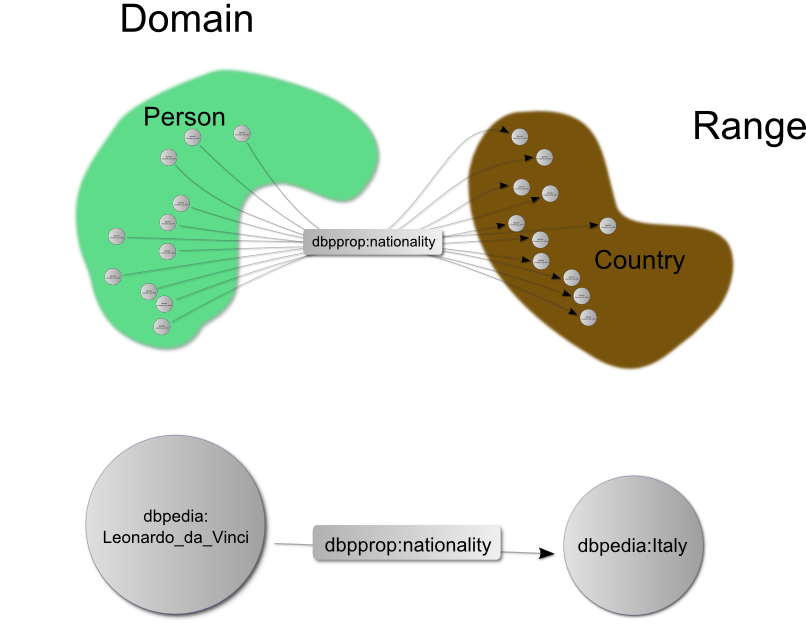 Domain
Range
Person
dbpprop:nationality
Country
dbpedia:
Leonardo_da_Vinci
dbpprop:nationality
dbpedia:Italy